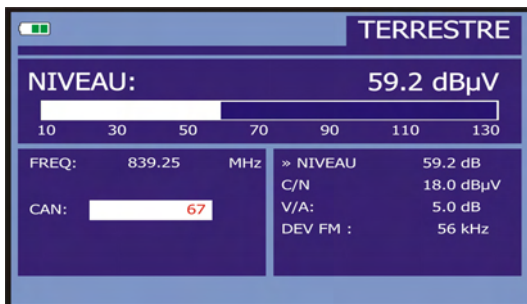 TERRESTRE
NIVEAU: 59.2 dBµV
10 30 50 70 90 110 130
FREQ: 839.25 MHz
CAN: 67
» NIVEAU 59.2 dB
C/N 18.0 dBµV
V/A: 5.0 dB
DEV FM : 56 kHz